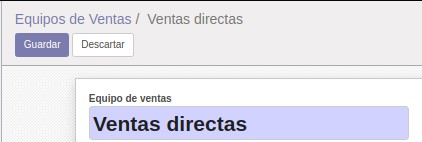 Equipos de Ventas / Ventas directas
Guardar Descartar
Equipo de ventas
Ventas directas